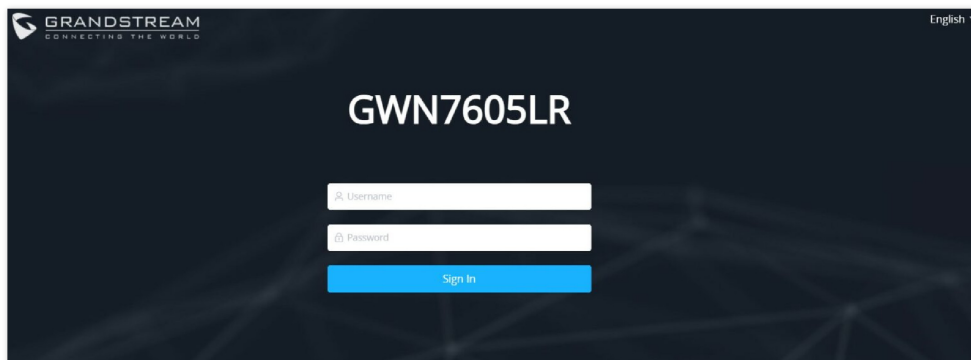 GRANDSTREAM
CONNECTING THE WORLD
English
GWN7605LR
Username
Password
Sign In